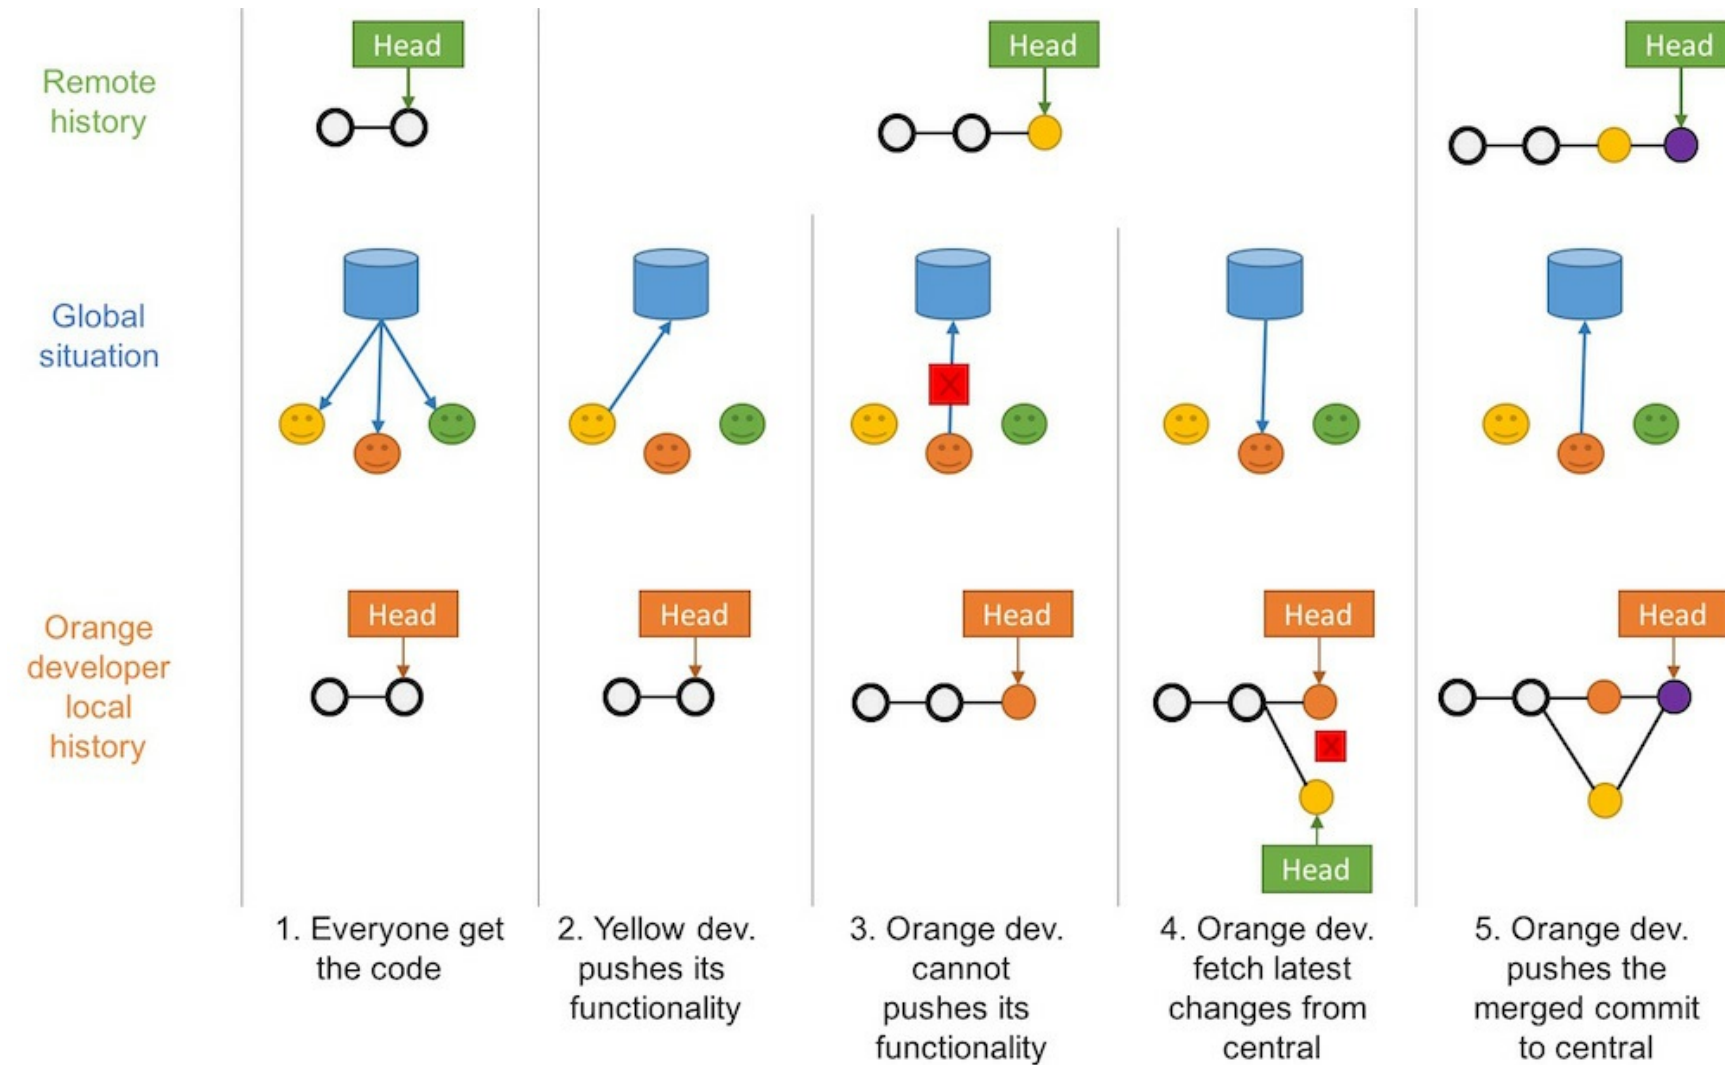 Remote
history
Head
Head
Head
Global
situation
Orange
developer
local
history
Head
Head
Head
Head
Head
Head
1. Everyone get
the code
2. Yellow dev.
pushes its
functionality
3. Orange dev.
cannot
pushes its
functionality
4. Orange dev.
fetch latest
changes from
central
5. Orange dev.
pushes the
merged commit
to central